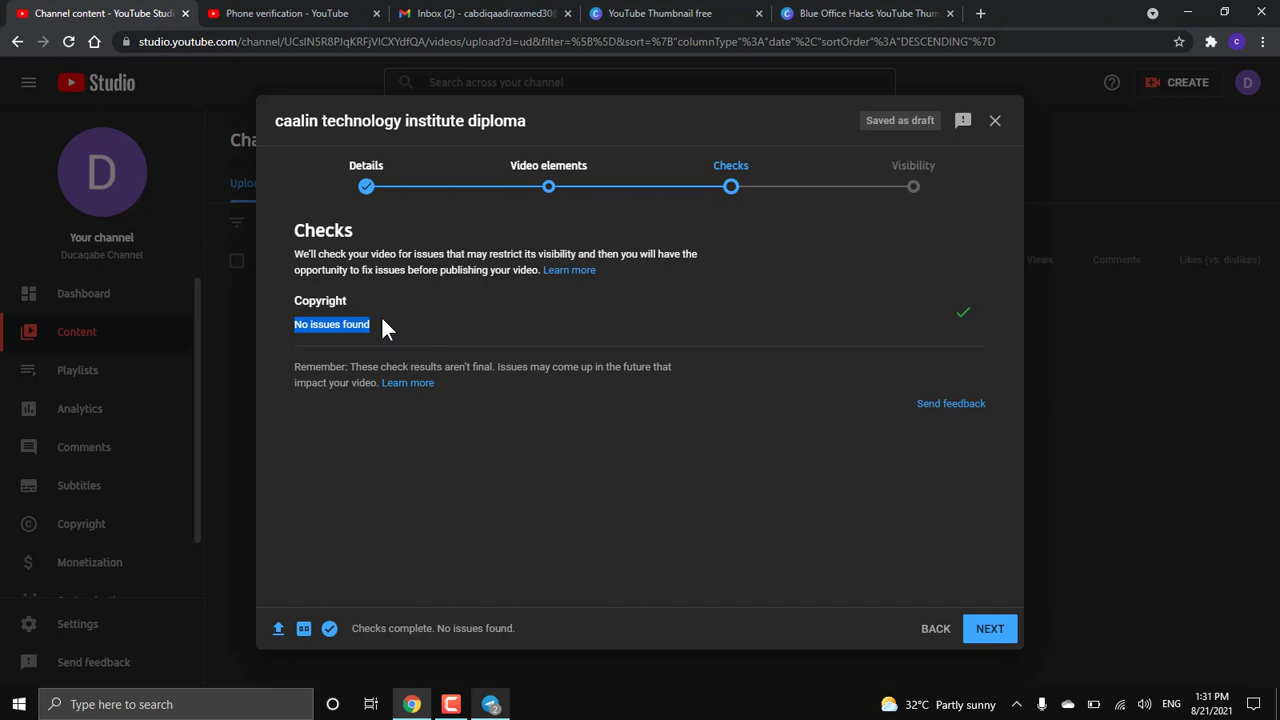 Channel content - YouTube Studio
Phone verification - YouTube
Inbox (2) - cabdiqaadiraxmed30@
YouTube Thumbnail free
Blue Office Hacks YouTube Thum
studio.youtube.com/channel/UCsIN5R8PJqKRFjVICXYdfQA/videos/upload?d=ud&filter=%5B%5D&sort=%7B"columnType"%3A"date"%2C"sortOrder"%3A"DESCENDING"%7D
C
Studio
Search across your channel
CREATE
D
D
Your channel
Ducaqabe Channel
Dashboard
Content
Playlists
Analytics
Comments
Subtitles
Copyright
Monetization
Settings
Send feedback
Cha
Uploa
Views
Comments
Likes (vs. dislikes)
caalin technology institute diploma
Saved as draft
Details
Video elements
Checks
Visibility
Checks
We'll check your video for issues that may restrict its visibility and then you will have the
opportunity to fix issues before publishing your video. Learn more
Copyright
No issues found
Remember: These check results aren't final. Issues may come up in the future that
impact your video. Learn more
Send feedback
Checks complete. No issues found.
BACK
NEXT
Type here to search
2
32°C Partly sunny
ENG
1:31 PM
8/21/2021